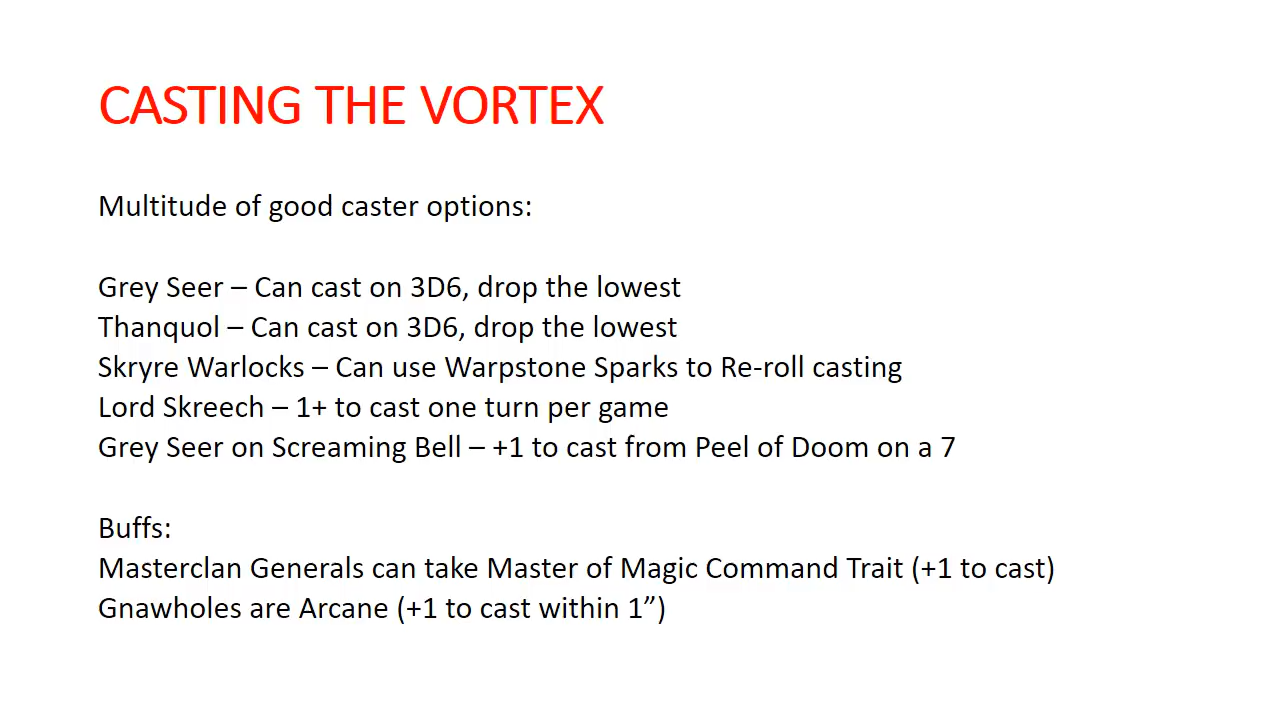 CASTING THE VORTEX
Multitude of good caster options:
Grey Seer – Can cast on 3D6, drop the lowest
Thanquol – Can cast on 3D6, drop the lowest
Skryre Warlocks – Can use Warpstone Sparks to Re-roll casting
Lord Skreech – 1+ to cast one turn per game
Grey Seer on Screaming Bell – +1 to cast from Peel of Doom on a 7
Buffs:
Masterclan Generals can take Master of Magic Command Trait (+1 to cast)
Gnawholes are Arcane (+1 to cast within 1”)